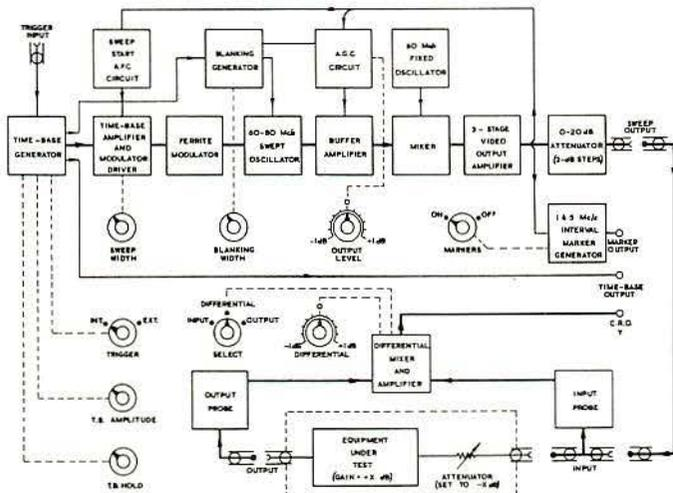 TRIGGER
INPUT
SWEEP
START
A.F.C
CIRCUIT
BLANKING
GENERATOR
A.G.C
CIRCUIT
60 Mc/s
FIXED
OSCILLATOR
TIME-BASE
GENERATOR
TIME-BASE
AMPLIFIER
AND
MODULATOR
DRIVER
FERRITE
MODULATOR
60-80 Mc/s
SWEPT
OSCILLATOR
BUFFER
AMPLIFIER
MIXER
3-STAGE
VIDEO
OUTPUT
AMPLIFIER
0-20 dB
ATTENUATOR
(2-dB STEPS)
SWEEP
OUTPUT
SWEEP
WIDTH
BLANKING
WIDTH
O
-1dB
+1dB
OUTPUT
LEVEL
ON
OFF
MARKERS
1 & 5 Mc/s
INTERVAL
MARKER
GENERATOR
MARKER
OUTPUT
TIME-BASE
OUTPUT
INT.
EXT.
TRIGGER
DIFFERENTIAL
INPUT
OUTPUT
SELECT
O
-1dB
+1dB
DIFFERENTIAL
DIFFERENTIAL
MIXER
AND
AMPLIFIER
C.R.O.
Y
T.B. AMPLITUDE
OUTPUT
PROBE
INPUT
PROBE
T.B. HOLD
OUTPUT
EQUIPMENT
UNDER
TEST
(GAIN = +X dB)
ATTENUATOR
(SET TO -X dB)
INPUT